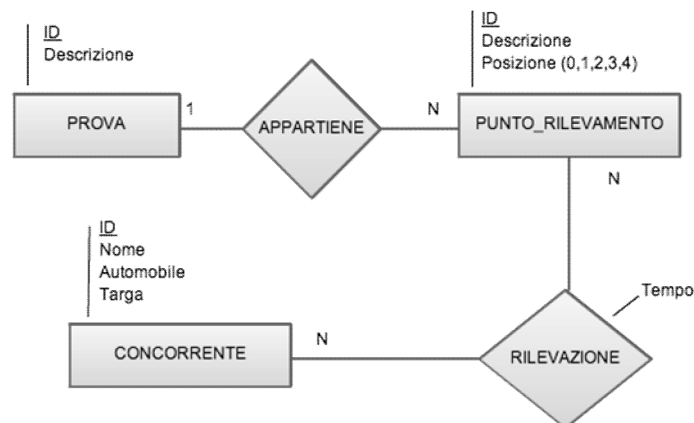 ID
Descrizione
ID
Descrizione
Posizione (0,1,2,3,4)
PROVA
1
APPARTIENE
N
PUNTO_RILEVAMENTO
N
ID
Nome
Automobile
Targa
Tempo
CONCORRENTE
N
RILEVAZIONE